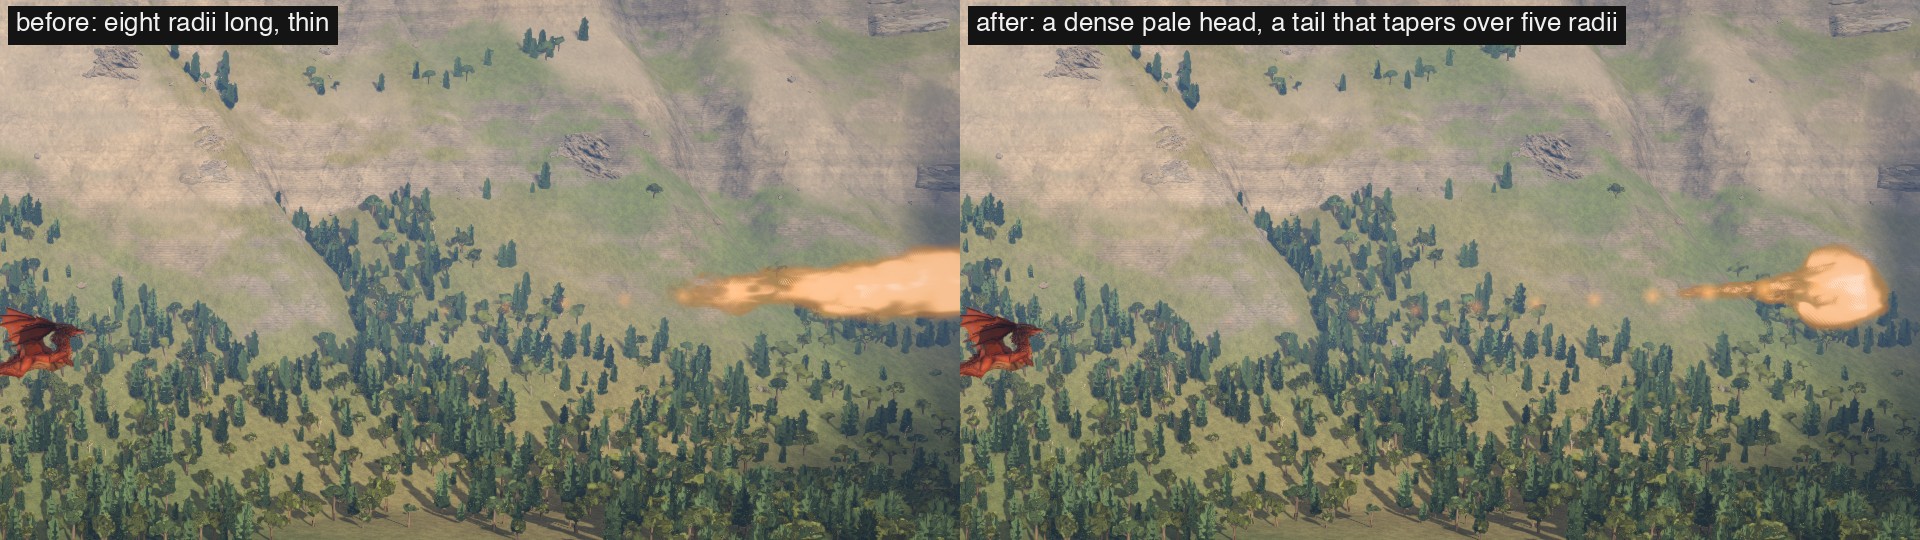 before: eight radii long, thin
after: a dense pale head, a tail that tapers over five radii